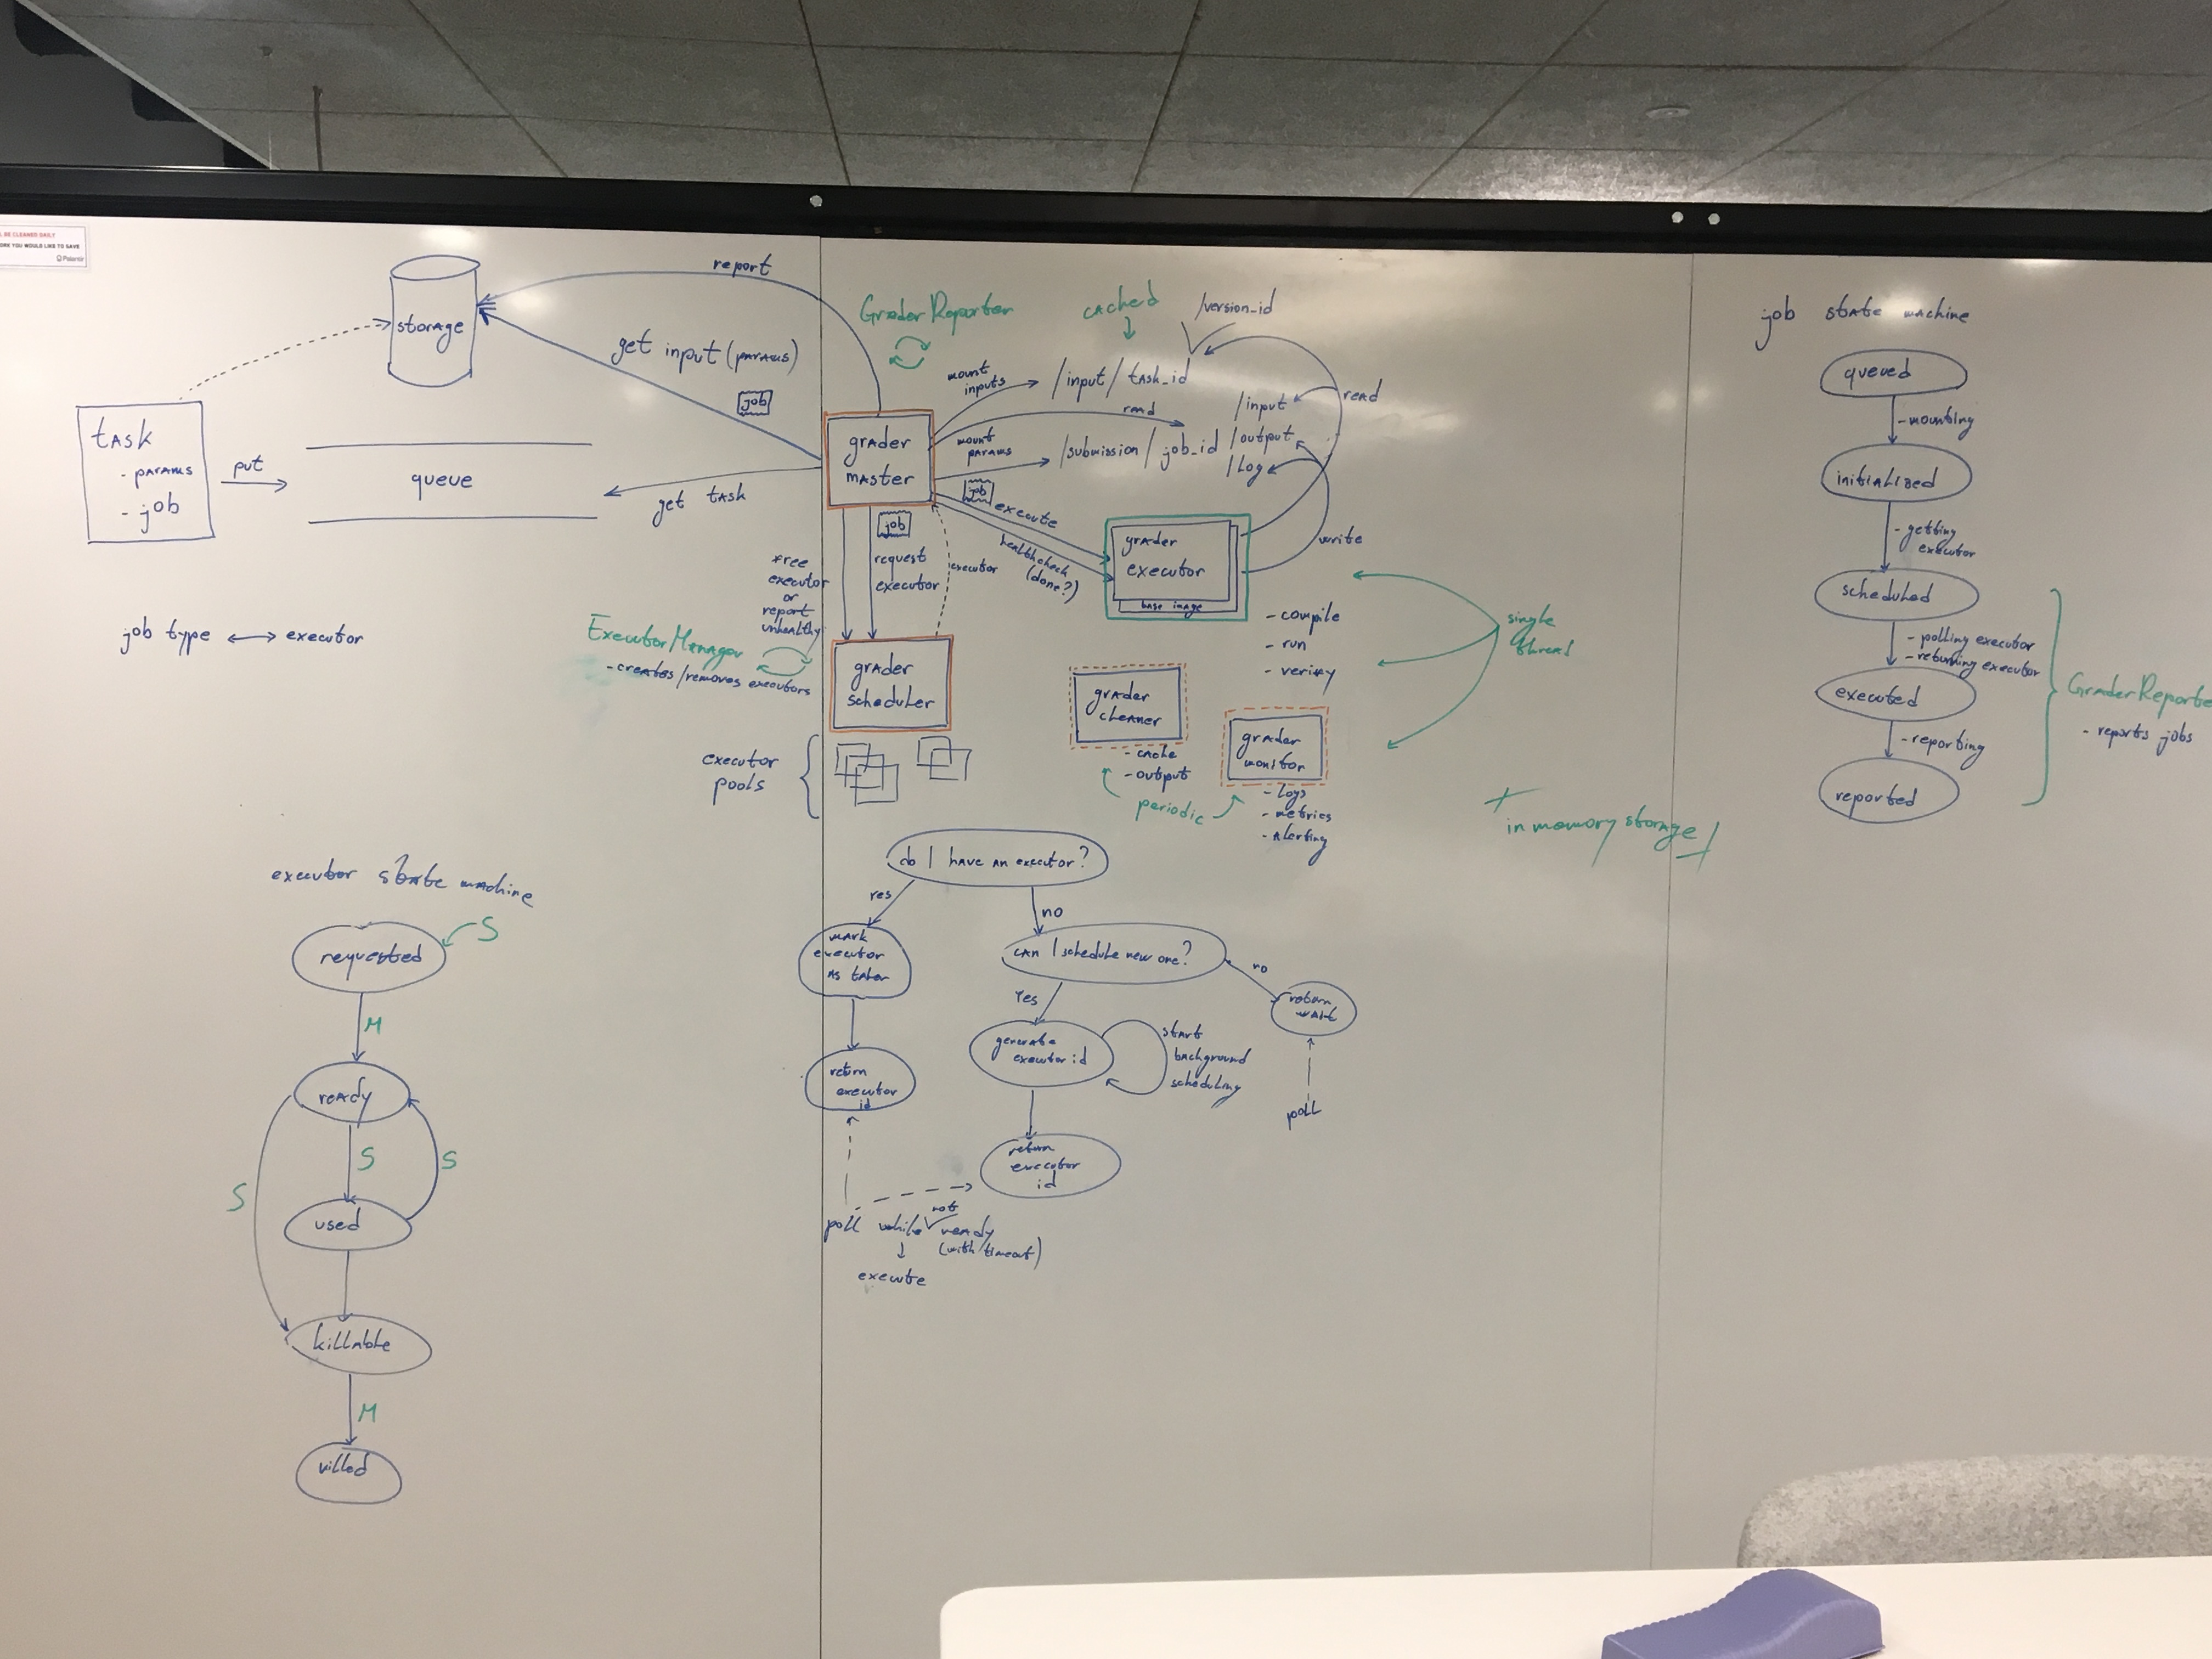 BE CLEANED DAILY
YOU WOULD LIKE TO SAVE
Palantir
storage
report
get input (params)
job
task
- params
- job
put
queue
get task
job type ↔ executor
GraderReporter
cached
/version_id
mount
inputs
/input / task_id
read
mount
params
/submission / job_id
/input
/output
/log
read
write
grader
master
job
execute
healthcheck
(done?)
job
request
executor
executor
free
executor
or
report
unhealthy
ExecutorManager
- creates/removes executors
grader
scheduler
executor
pools
grader
executor
base image
- compile
- run
- verify
single
thread
grader
cleaner
- cache
- output
periodic
grader
monitor
- logs
- metrics
- alerting
+
in memory storage
job state machine
queued
- mounting
initialized
- getting
executor
scheduled
- polling executor
- returning executor
executed
- reporting
reported
GraderReporte
- reports jobs
executor state machine
requested
S
M
ready
S
S
S
used
killable
M
killed
do I have an executor?
yes
no
mark
executor
as taken
return
executor
id
can I schedule new one?
Yes
no
generate
executor id
start
background
scheduling
return
wait
poll
return
executor
id
poll while not ready
(with timeout)
↓
execute